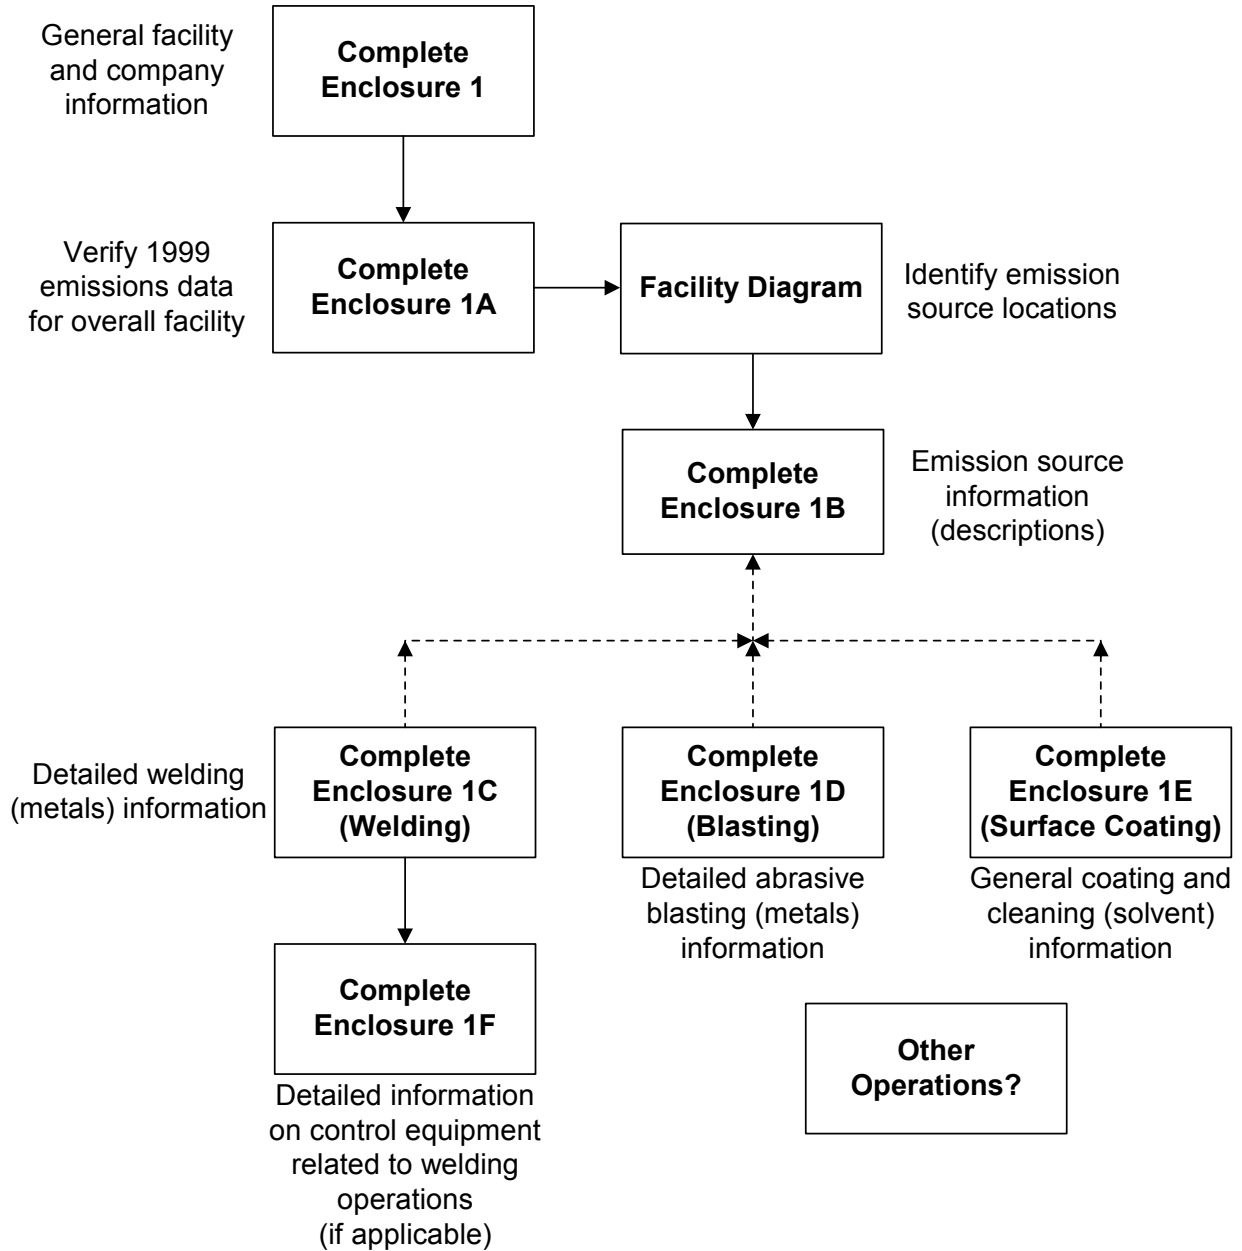 General facility
and company
information
Complete
Enclosure 1
Verify 1999
emissions data
for overall facility
Complete
Enclosure 1A
Facility Diagram
Identify emission
source locations
Complete
Enclosure 1B
Emission source
information
(descriptions)
Detailed welding
(metals) information
Complete
Enclosure 1C
(Welding)
Complete
Enclosure 1D
(Blasting)
Complete
Enclosure 1E
(Surface Coating)
Detailed abrasive
blasting (metals)
information
General coating and
cleaning (solvent)
information
Complete
Enclosure 1F
Other
Operations?
Detailed information
on control equipment
related to welding
operations
(if applicable)